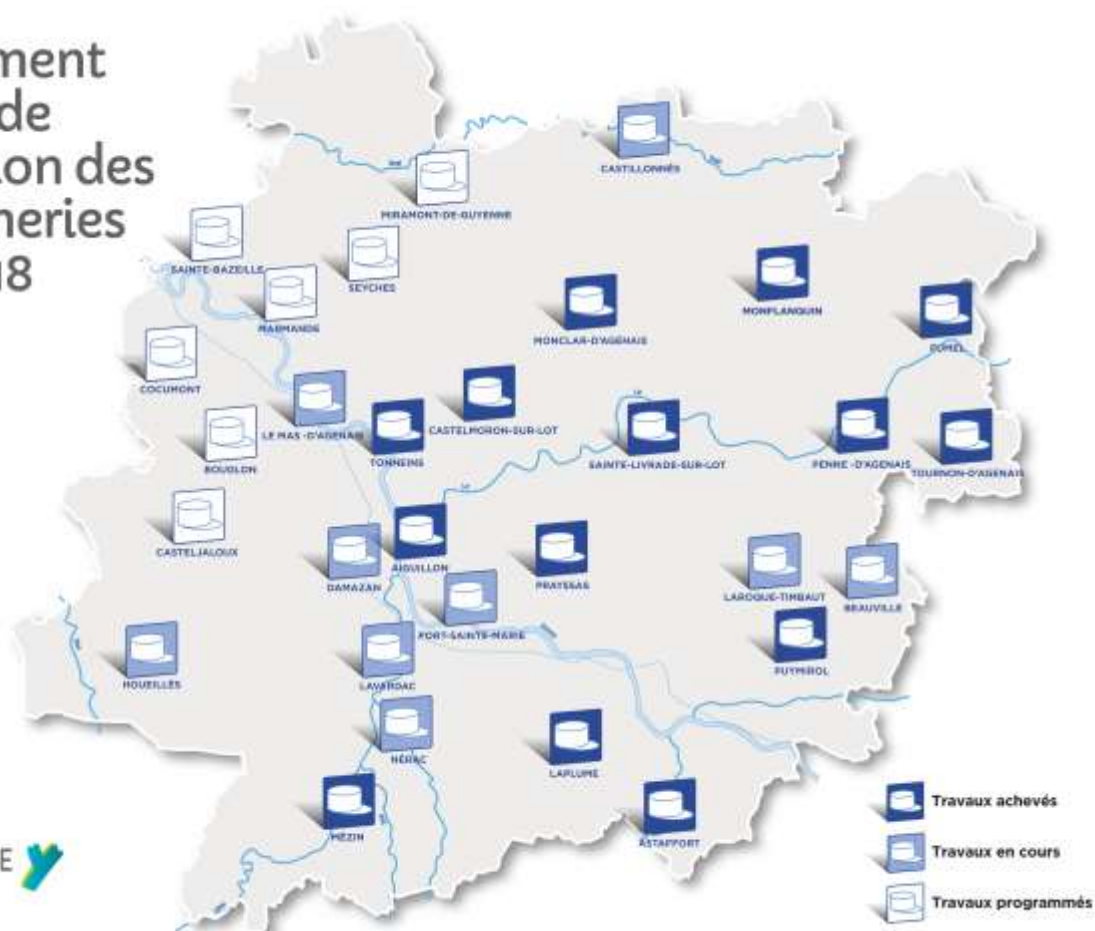 ment
de
on des
neries
18
CASTILLONNÈS
MIRAMONT-DE-GUYENNE
SAINTE-BAZEILLE
SEYCHES
MARMANDE
MONFLANQUIN
MONCLAR-D'AGENAIS
FUMEL
COCUMONT
LE MAS -D'AGENAIS
CASTELMORON-SUR-LOT
TONNEINS
SAINTE-LIVRADE-SUR-LOT
PENNE -D'AGENAIS
TOURNON-D'AGENAIS
BOUGLON
CASTELJALOUX
DAMAZAN
AIGUILLON
PRAYSSAS
LAROQUE-TIMBAUT
BEAUVILLE
PORT-SAINTE-MARIE
PUYMIROL
HOUEILLÈS
LAVARDAC
NÉRAC
LAPLUME
MÉZIN
ASTAFFORT
Travaux achevés
Travaux en cours
Travaux programmés
E